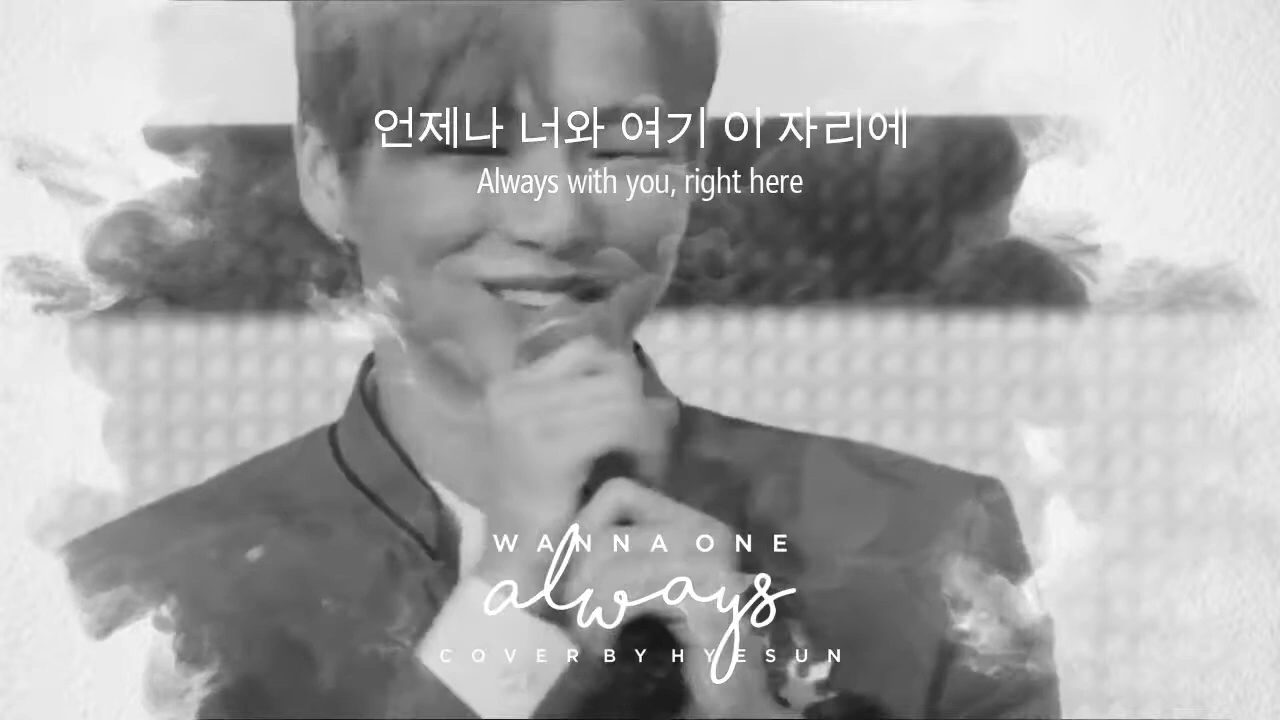 언제나 너와 여기 이 자리에
Always with you, right here
WANNA ONE
always
COVER BY HYESUN